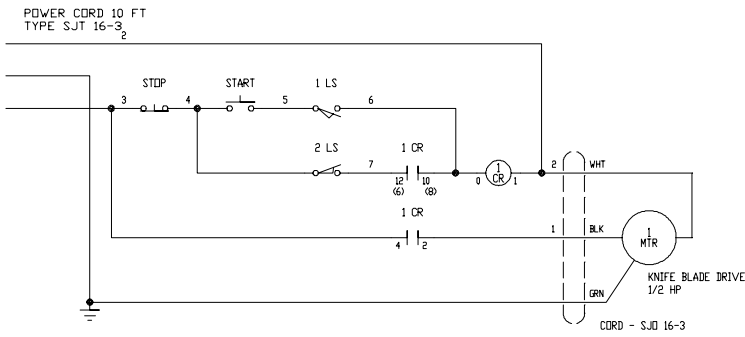 POWER CORD 10 FT
TYPE SJT 16-3
2
STOP
START
1 LS
3
4
5
6
2 LS
1 CR
7
12
(6)
10
(8)
0
1
CR
1
2
WHT
1 CR
4
2
1
BLK
1
MTR
KNIFE BLADE DRIVE
1/2 HP
GRN
CORD - SJO 16-3